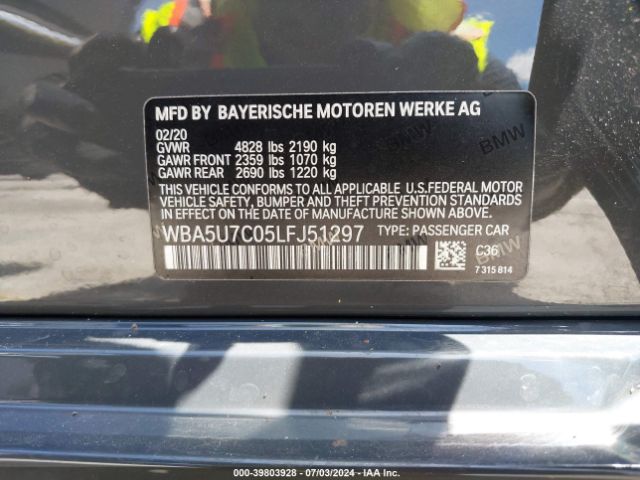 MFD BY BAYERISCHE MOTOREN WERKE AG
02/20
GVWR 4828 lbs 2190 kg
GAWR FRONT 2359 lbs 1070 kg
GAWR REAR 2690 lbs 1220 kg
THIS VEHICLE CONFORMS TO ALL APPLICABLE U.S.FEDERAL MOTOR
VEHICLE SAFETY, BUMPER, AND THEFT PREVENTION
STANDARDS IN EFFECT ON THE DATE OF MANUFACTURE SHOWN ABOVE.
WBA5U7C05LFJ51297 TYPE: PASSENGER CAR
C36
7 315 814
BMW
BMW
BMW
000-39803928 - 07/03/2024 - IAA Inc.